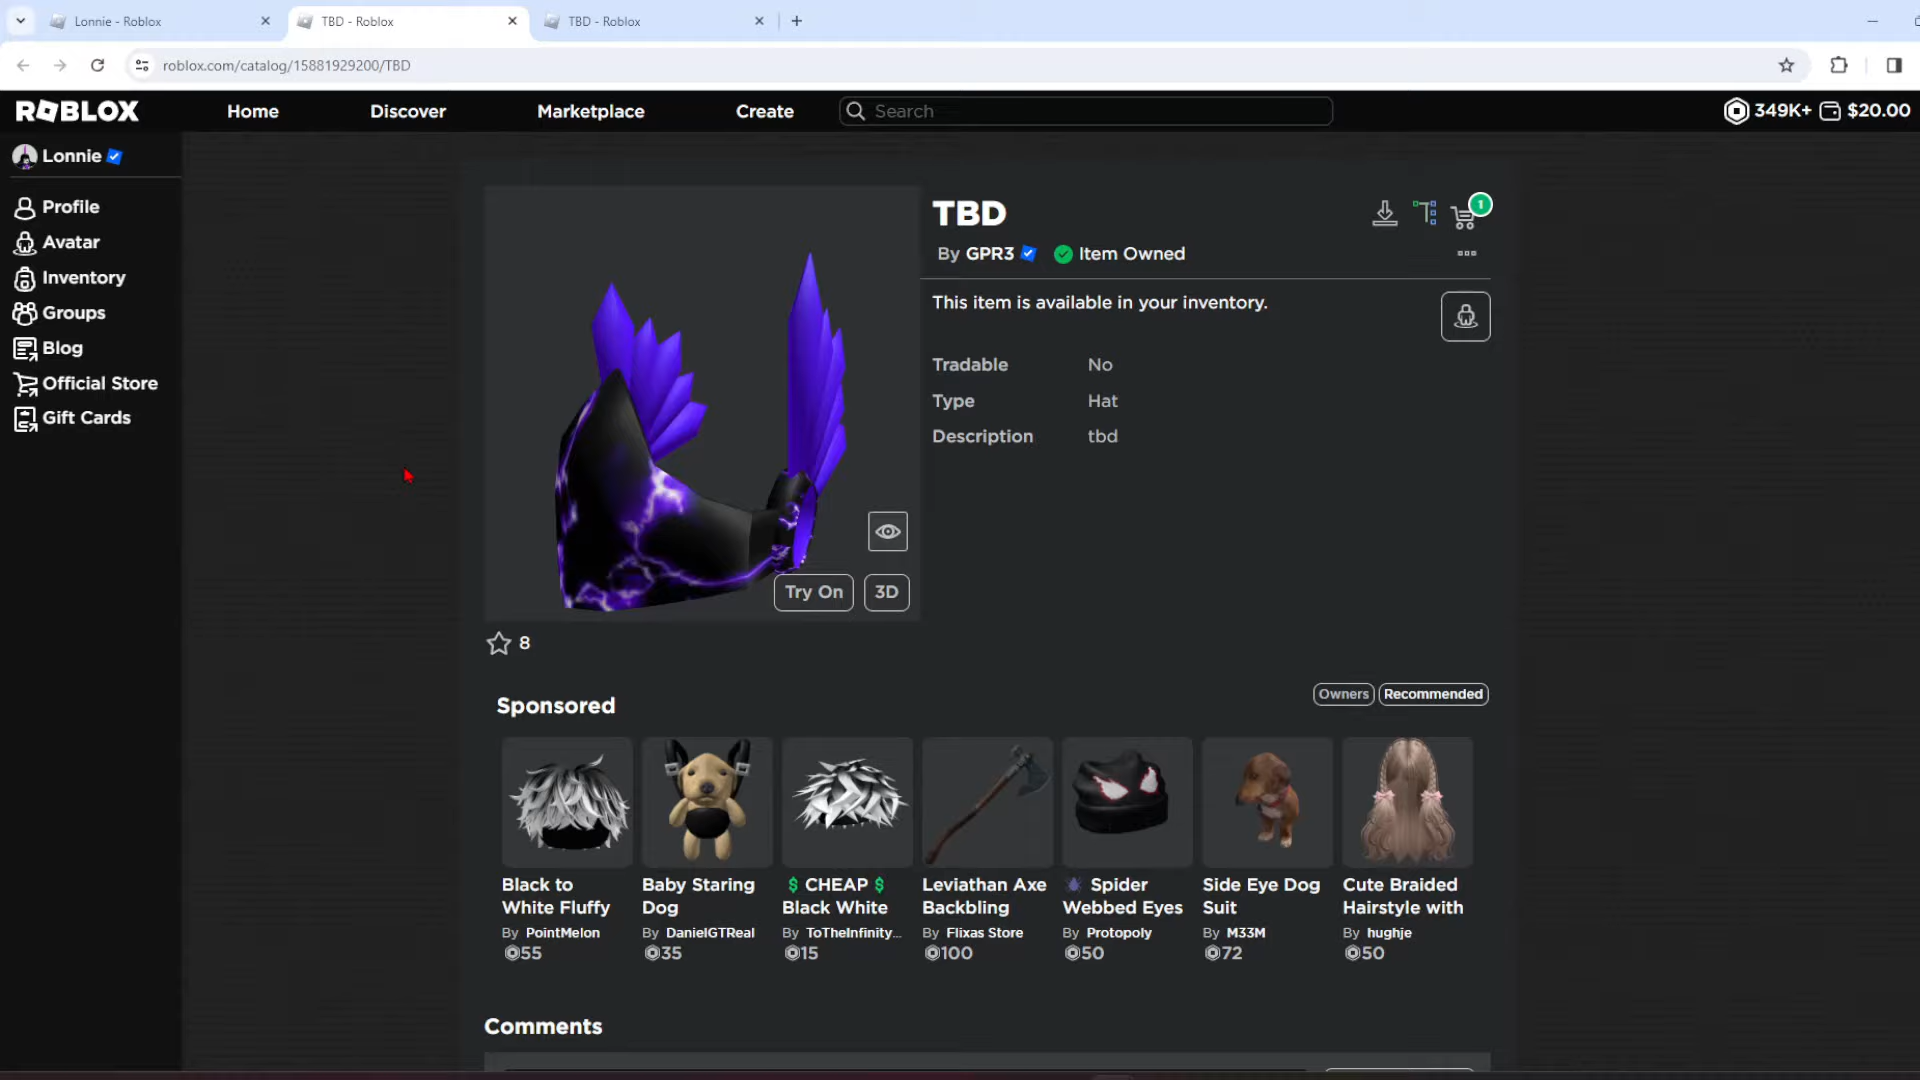 Lonnie - Roblox
TBD - Roblox
TBD - Roblox
roblox.com/catalog/15881929200/TBD
ROBLOX Home Discover Marketplace Create Search 349K+ $20.00
Lonnie
Profile
Avatar
Inventory
Groups
Blog
Official Store
Gift Cards
TBD
1
By GPR3 Item Owned
This item is available in your inventory.
Tradable No
Type Hat
Description tbd
Try On 3D
8
Sponsored
Owners Recommended
Black to
White Fluffy
By PointMelon
55
Baby Staring
Dog
By DanielGTReal
35
$ CHEAP $
Black White
By ToTheInfinity...
15
Leviathan Axe
Backbling
By Flixas Store
100
Spider
Webbed Eyes
By Protopoly
50
Side Eye Dog
Suit
By M33M
72
Cute Braided
Hairstyle with
By hughje
50
Comments